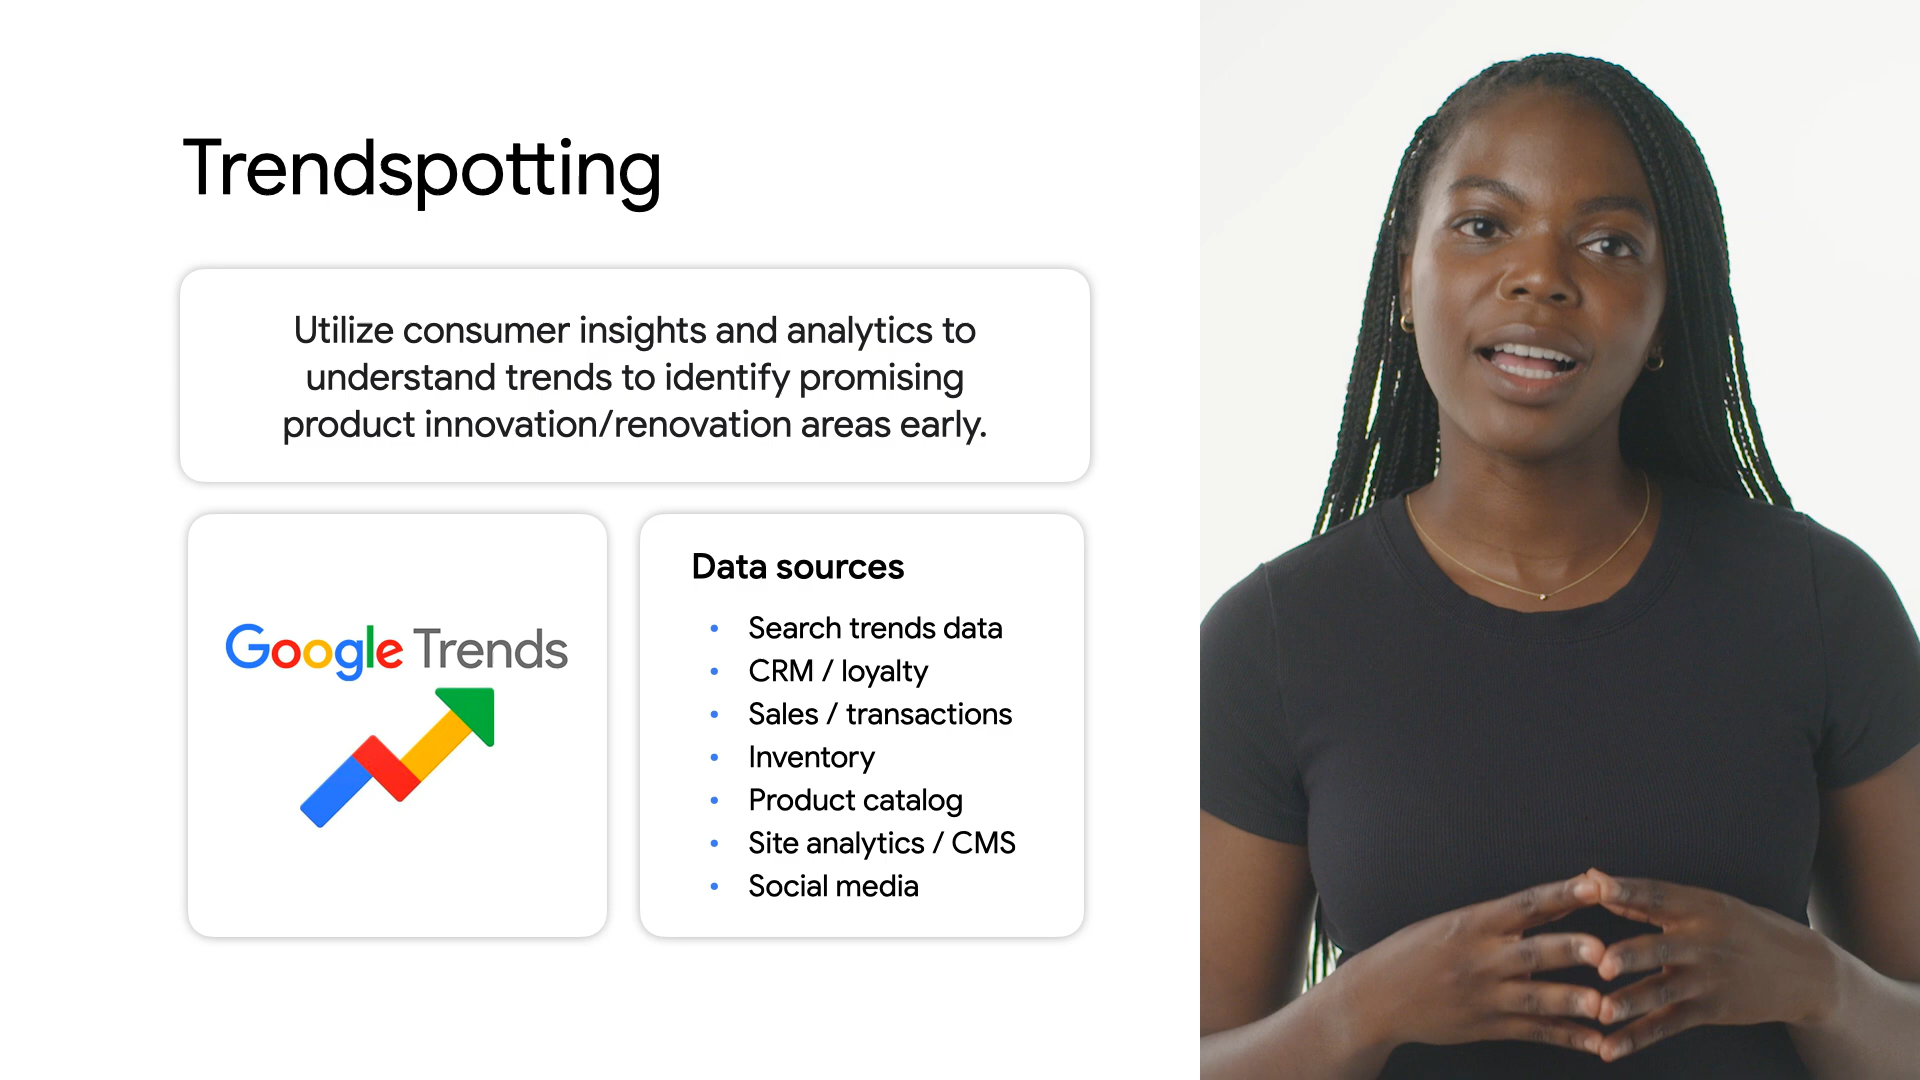 Trendspotting
Utilize consumer insights and analytics to
understand trends to identify promising
product innovation/renovation areas early.
Google Trends
Data sources
• Search trends data
• CRM / loyalty
• Sales / transactions
• Inventory
• Product catalog
• Site analytics / CMS
• Social media